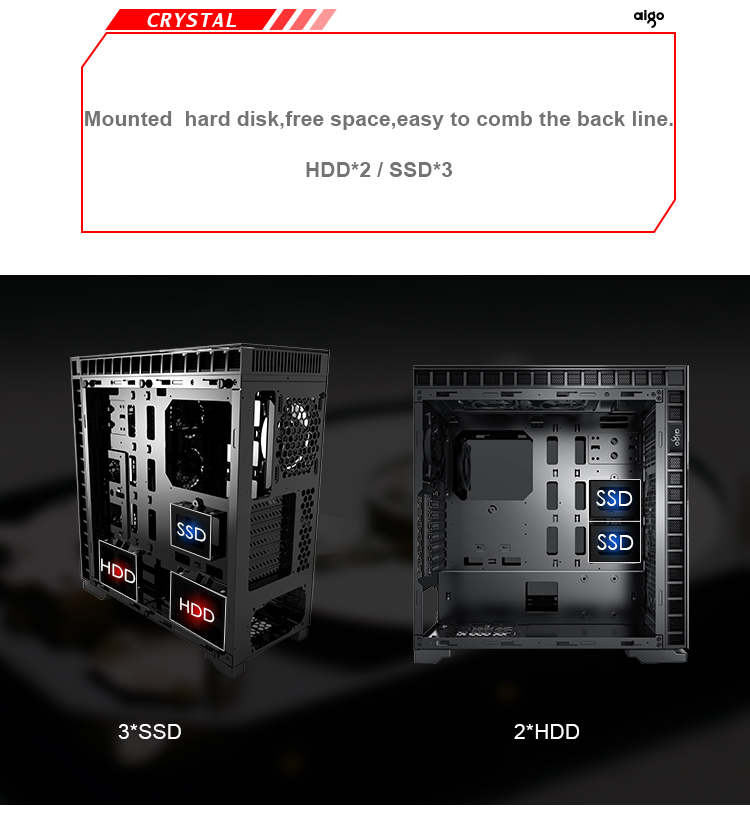 CRYSTAL
aigo
Mounted  hard disk,free space,easy to comb the back line.
HDD*2 / SSD*3
SSD
HDD
HDD
aigo
SSD
SSD
3*SSD
2*HDD